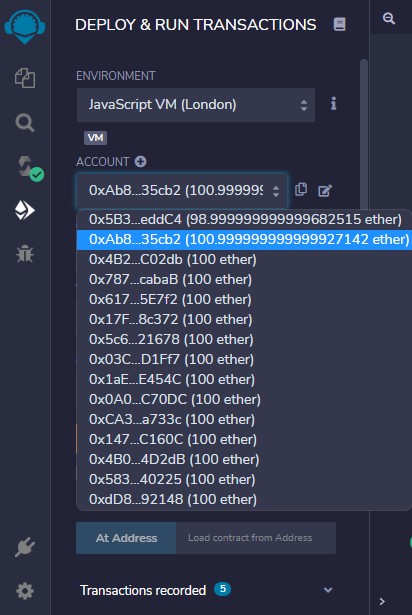 DEPLOY & RUN TRANSACTIONS
ENVIRONMENT
JavaScript VM (London)
VM
ACCOUNT
0xAb8...35cb2 (100.999999
0x5B3...eddC4 (98.999999999999682515 ether)
0xAb8...35cb2 (100.999999999999927142 ether)
0x4B2...C02db (100 ether)
0x787...cabaB (100 ether)
0x617...5E7f2 (100 ether)
0x17F...8c372 (100 ether)
0x5c6...21678 (100 ether)
0x03C...D1Ff7 (100 ether)
0x1aE...E454C (100 ether)
0x0A0...C70DC (100 ether)
0xCA3...a733c (100 ether)
0x147...C160C (100 ether)
0x4B0...4D2dB (100 ether)
0x583...40225 (100 ether)
0xdD8...92148 (100 ether)
At Address Load contract from Address
Transactions recorded 5